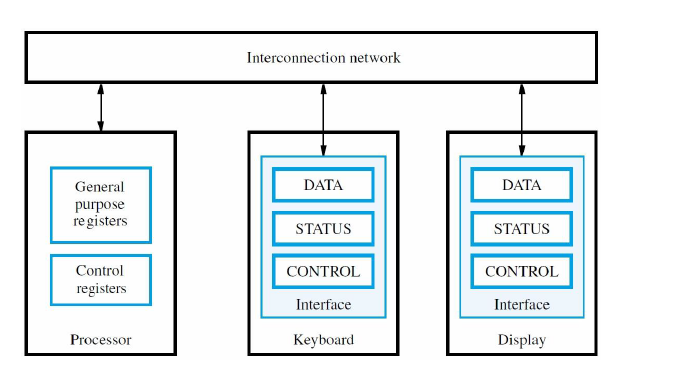 Interconnection network
General
purpose
registers
Control
registers
Processor
DATA
STATUS
CONTROL
Interface
Keyboard
DATA
STATUS
CONTROL
Interface
Display